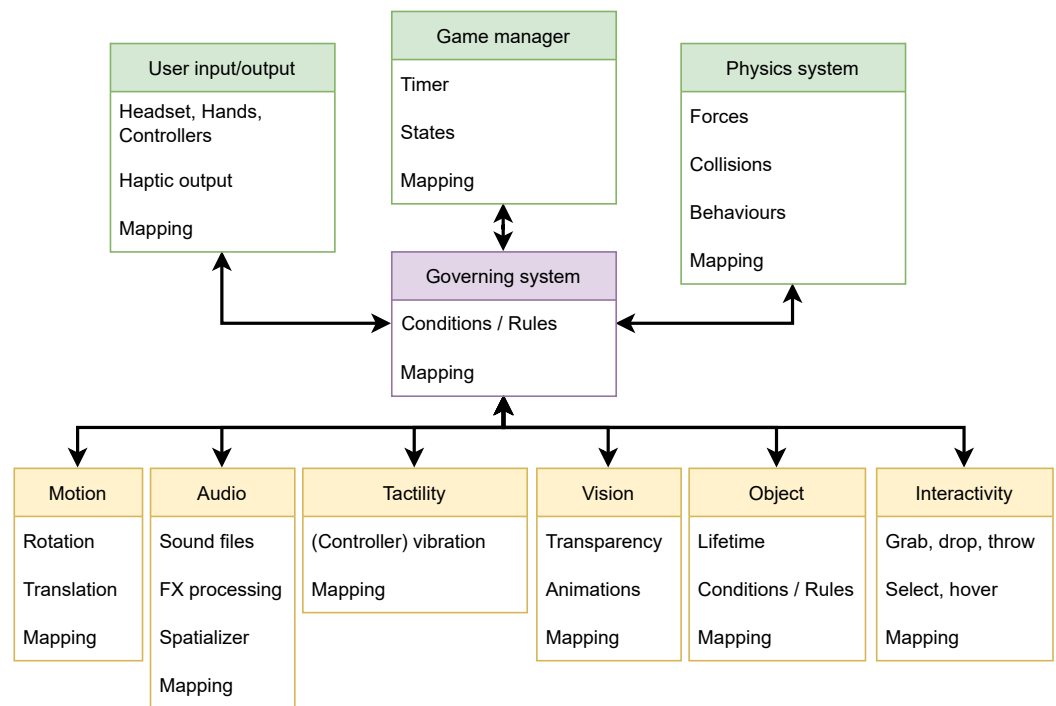 Game manager
Timer
States
Mapping
User input/output
Headset, Hands,
Controllers
Haptic output
Mapping
Physics system
Forces
Collisions
Behaviours
Mapping
Governing system
Conditions / Rules
Mapping
Motion
Rotation
Translation
Mapping
Audio
Sound files
FX processing
Spatializer
Mapping
Tactility
(Controller) vibration
Mapping
Vision
Transparency
Animations
Mapping
Object
Lifetime
Conditions / Rules
Mapping
Interactivity
Grab, drop, throw
Select, hover
Mapping